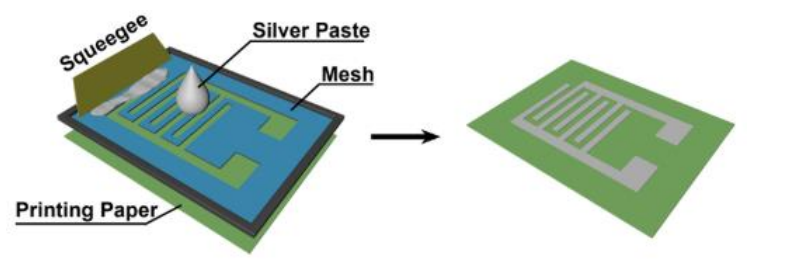 Squeegee
Silver Paste
Mesh
Printing Paper